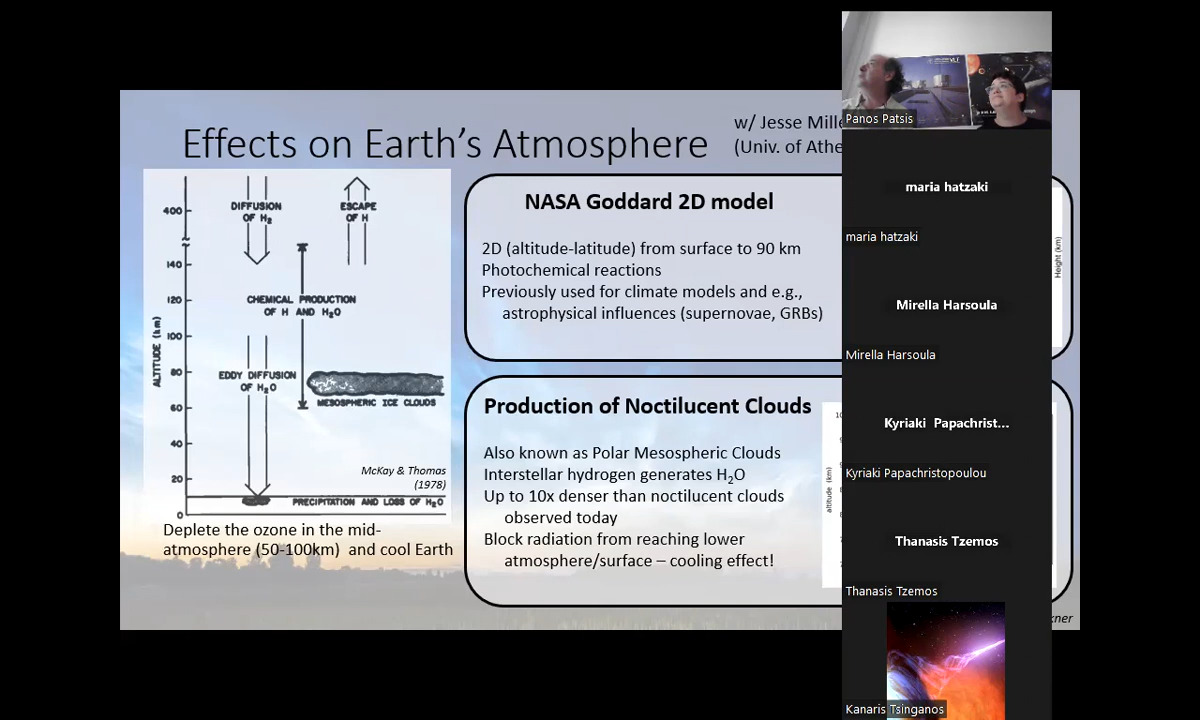 Effects on Earth's Atmosphere
w/ Jesse Mille
(Univ. of Athe
400
140
120
100
80
60
40
20
0
ALTITUDE (km)
DIFFUSION
OF H₂
ESCAPE
OF H
CHEMICAL PRODUCTION
OF H AND H₂O
EDDY DIFFUSION
OF H₂O
MESOSPHERIC ICE CLOUDS
McKay & Thomas
(1978)
PRECIPITATION AND LOSS OF H₂O
Deplete the ozone in the mid-
atmosphere (50-100km) and cool Earth
NASA Goddard 2D model
2D (altitude-latitude) from surface to 90 km
Photochemical reactions
Previously used for climate models and e.g.,
astrophysical influences (supernovae, GRBs)
Height (km)
Production of Noctilucent Clouds
Also known as Polar Mesospheric Clouds
Interstellar hydrogen generates H₂O
Up to 10x denser than noctilucent clouds
observed today
Block radiation from reaching lower
atmosphere/surface – cooling effect!
altitude (km)
kner
Panos Patsis
maria hatzaki
maria hatzaki
Mirella Harsoula
Mirella Harsoula
Kyriaki Papachrist...
Kyriaki Papachristopoulou
Thanasis Tzemos
Thanasis Tzemos
Kanaris Tsinganos